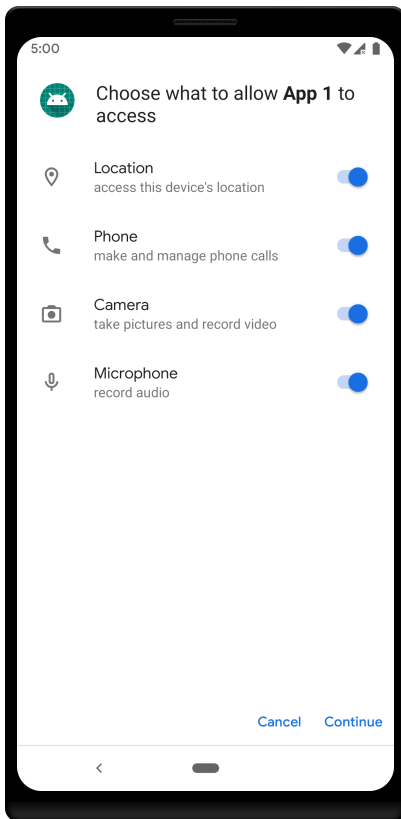 5:00
Choose what to allow App 1 to
access
Location
access this device's location
Phone
make and manage phone calls
Camera
take pictures and record video
Microphone
record audio
Cancel Continue